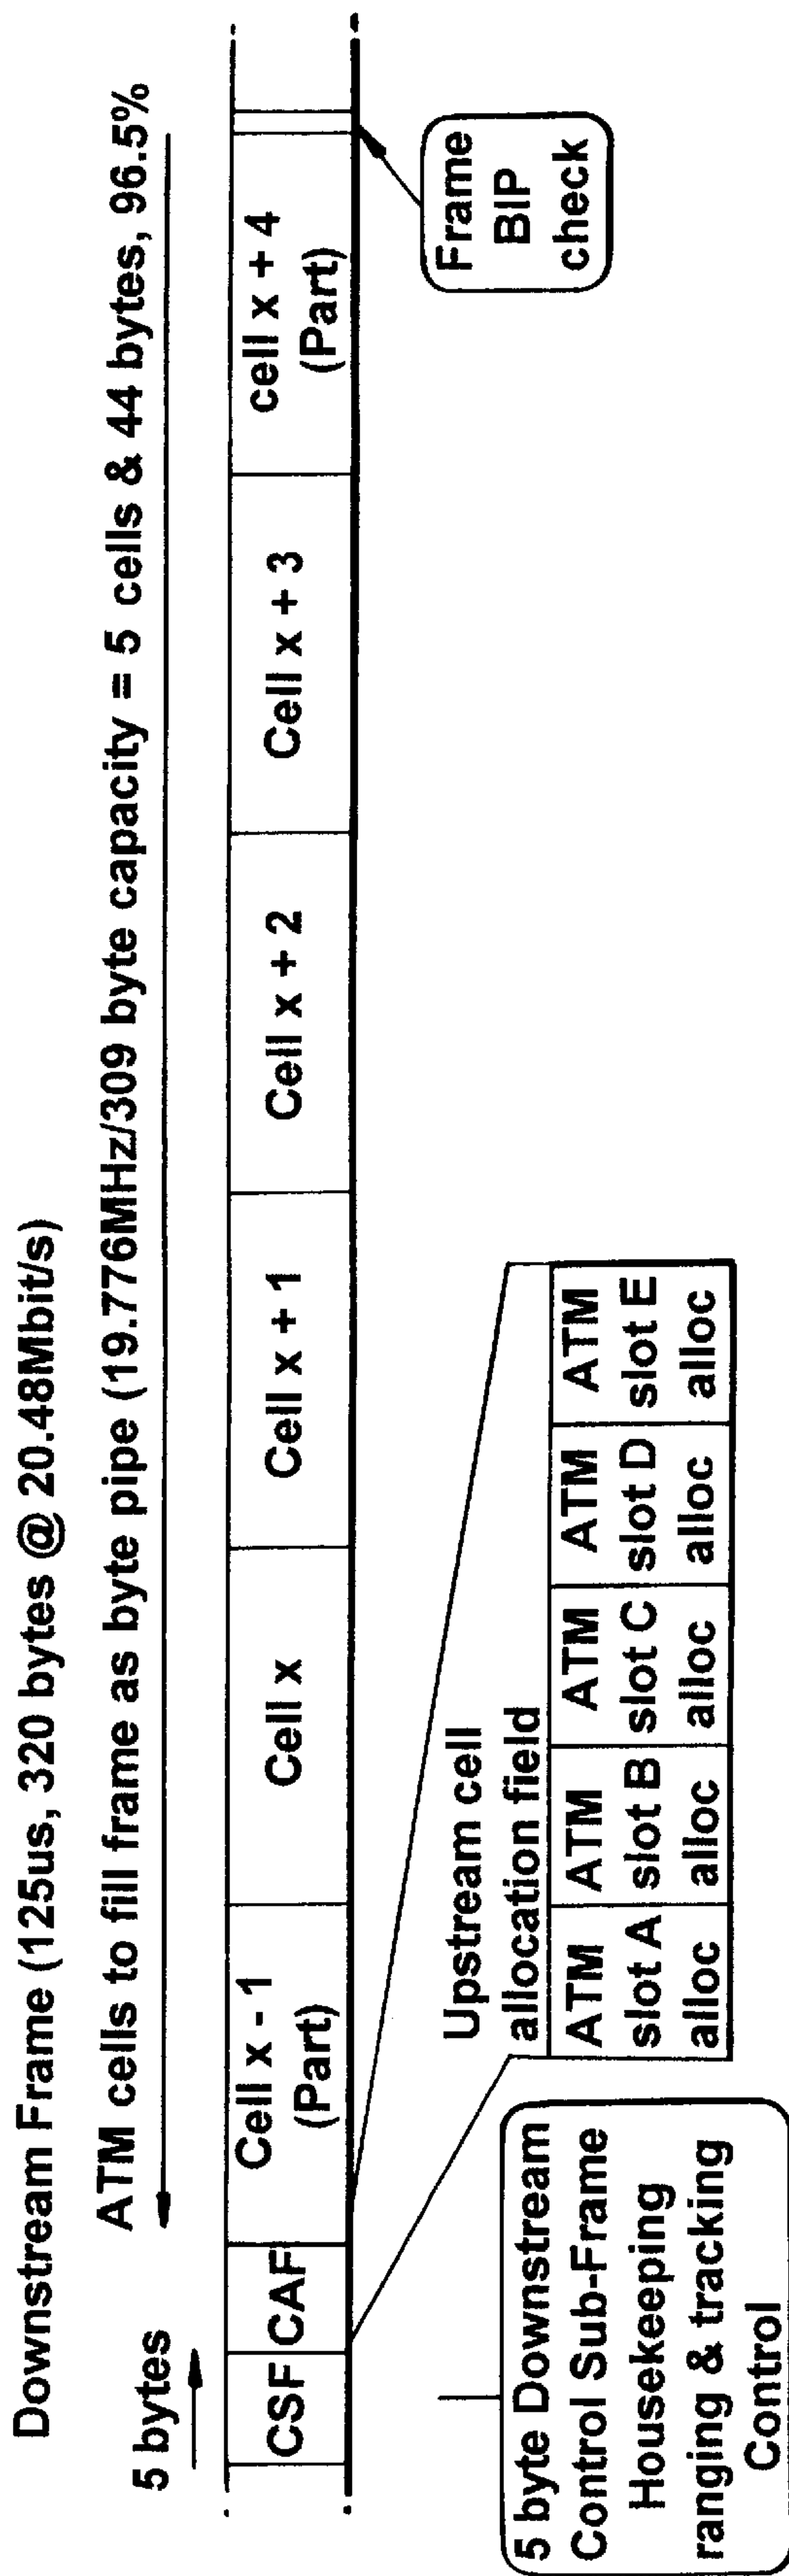 Downstream Frame (125us, 320 bytes @ 20.48Mbit/s)
ATM cells to fill frame as byte pipe (19.776MHz/309 byte capacity = 5 cells & 44 bytes, 96.5%
5 bytes
CSF
CAF
Cell x - 1
(Part)
Cell x
Cell x + 1
Cell x + 2
Cell x + 3
cell x + 4
(Part)
Frame
BIP
check
Upstream cell
allocation field
ATM
slot A
alloc
ATM
slot B
alloc
ATM
slot C
alloc
ATM
slot D
alloc
ATM
slot E
alloc
5 byte Downstream
Control Sub-Frame
Housekeeping
ranging & tracking
Control